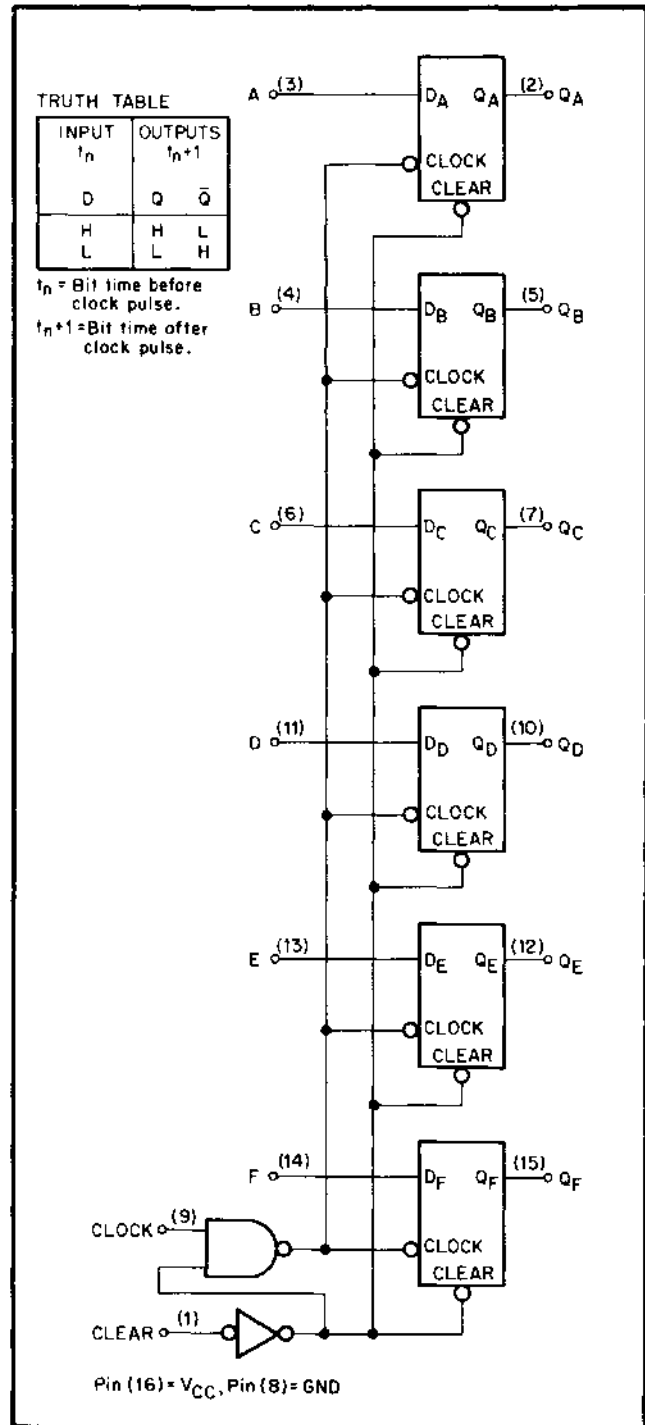 TRUTH TABLE
INPUT OUTPUTS
tn tn+1
D Q Q̄
H H L
L L H
tn = Bit time before
clock pulse.
tn+1 = Bit time after
clock pulse.
A (3) DA QA (2) QA
CLOCK
CLEAR
B (4) DB QB (5) QB
CLOCK
CLEAR
C (6) DC QC (7) QC
CLOCK
CLEAR
D (11) DD QD (10) QD
CLOCK
CLEAR
E (13) DE QE (12) QE
CLOCK
CLEAR
F (14) DF QF (15) QF
CLOCK (9) CLOCK
CLEAR
CLEAR (1)
Pin (16) = VCC, Pin (8) = GND